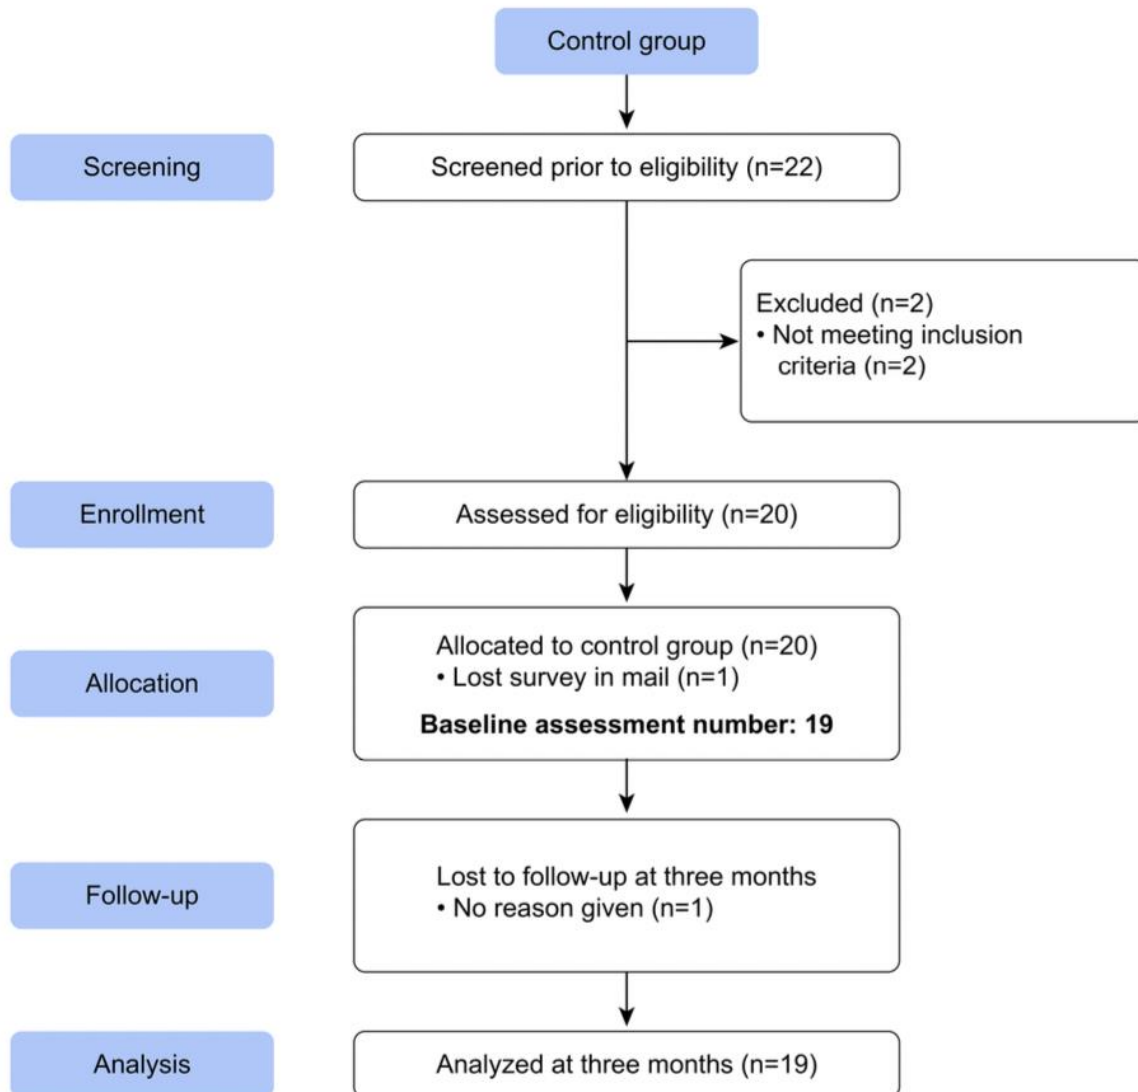 Control group
Screening
Screened prior to eligibility (n=22)
Excluded (n=2)
• Not meeting inclusion
criteria (n=2)
Enrollment
Assessed for eligibility (n=20)
Allocation
Allocated to control group (n=20)
• Lost survey in mail (n=1)
Baseline assessment number: 19
Follow-up
Lost to follow-up at three months
• No reason given (n=1)
Analysis
Analyzed at three months (n=19)